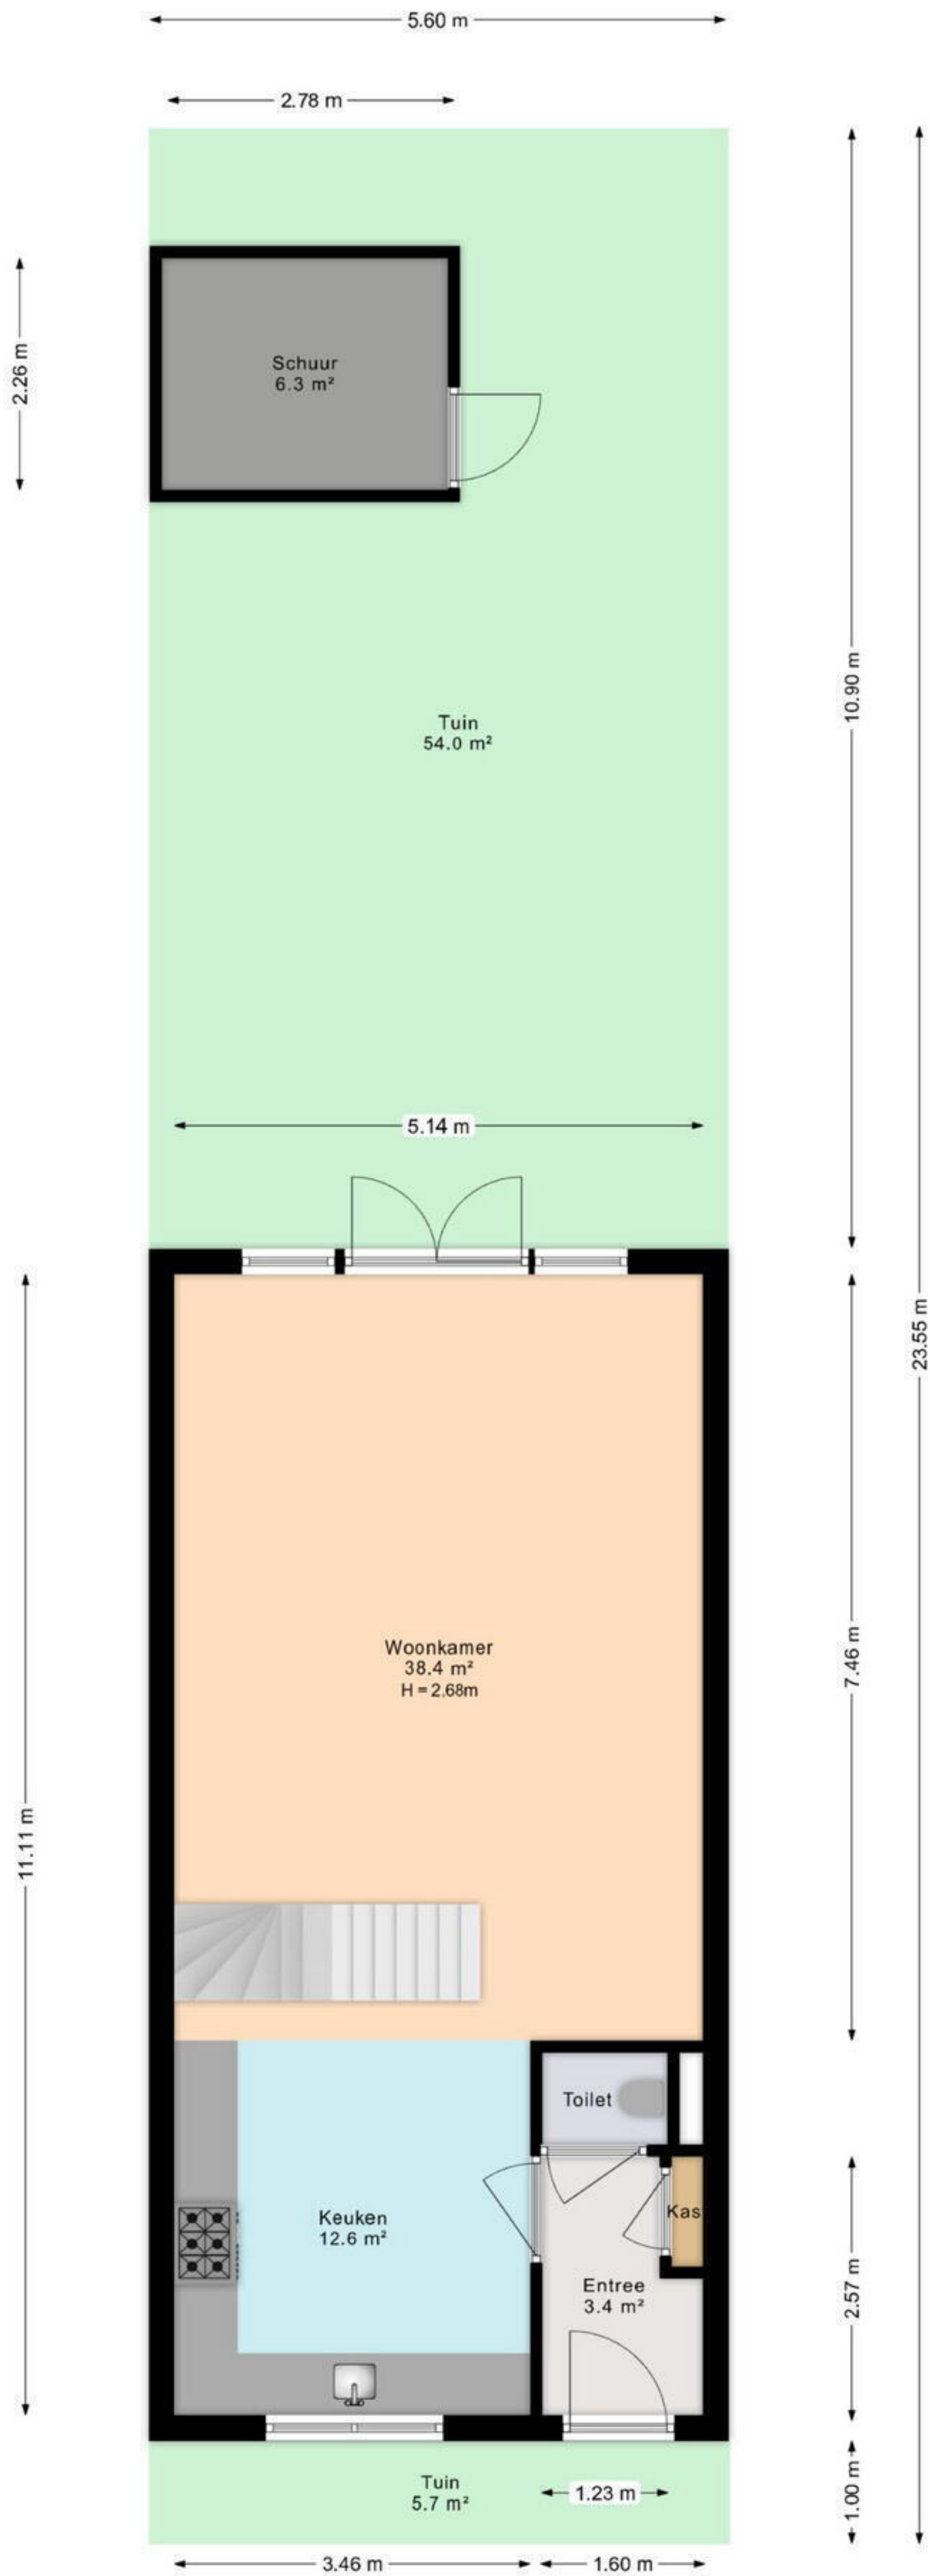 5.60 m
2.78 m
2.26 m
Schuur
6.3 m²
10.90 m
Tuin
54.0 m²
5.14 m
23.55 m
Woonkamer
38.4 m²
H = 2.68m
7.46 m
11.11 m
Toilet
Kas
Keuken
12.6 m²
Entree
3.4 m²
2.57 m
Tuin
5.7 m²
1.23 m
1.00 m
3.46 m
1.60 m